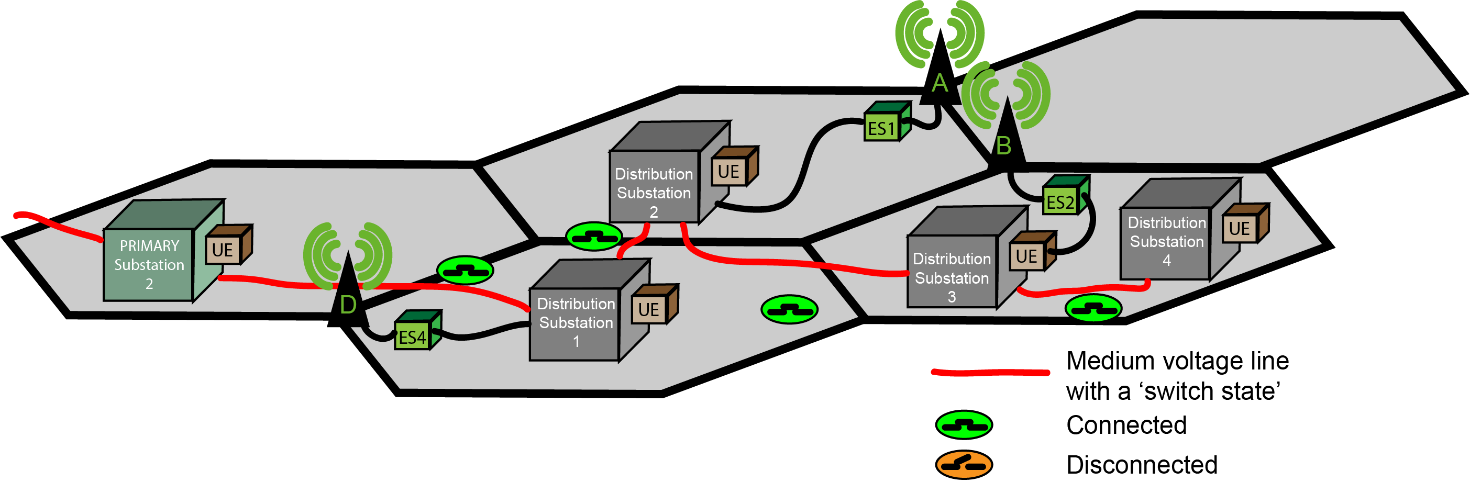 A
B
ES1
Distribution
Substation
2
UE
ES2
Distribution
Substation
4
UE
PRIMARY
Substation
2
UE
Distribution
Substation
3
UE
D
ES4
Distribution
Substation
1
UE
Medium voltage line
with a ‘switch state’
Connected
Disconnected